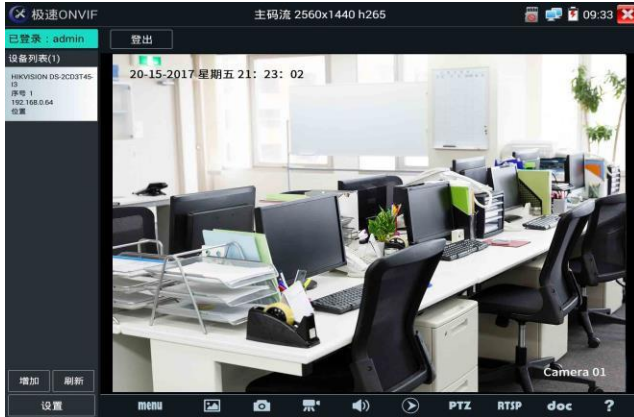 极速ONVIF
主码流 2560x1440 h265
09:33
已登录：admin
登出
设备列表(1)
HIKVISION DS-2CD3T45-
I3
序号 1
192.168.0.64
位置
20-15-2017 星期五 21：23：02
Camera 01
增加
刷新
设置
menu
PTZ
RTSP
doc
?